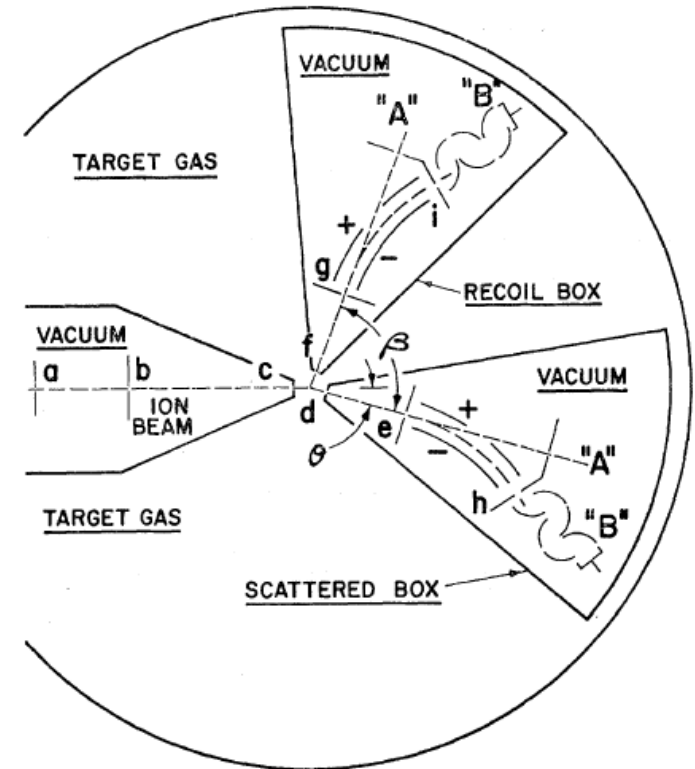 VACUUM
"A"
"B"
TARGET GAS
+
i
−
g
RECOIL BOX
f
β
VACUUM
a
b
c
VACUUM
ION
BEAM
d
e
+
θ
−
"A"
h
"B"
TARGET GAS
SCATTERED BOX